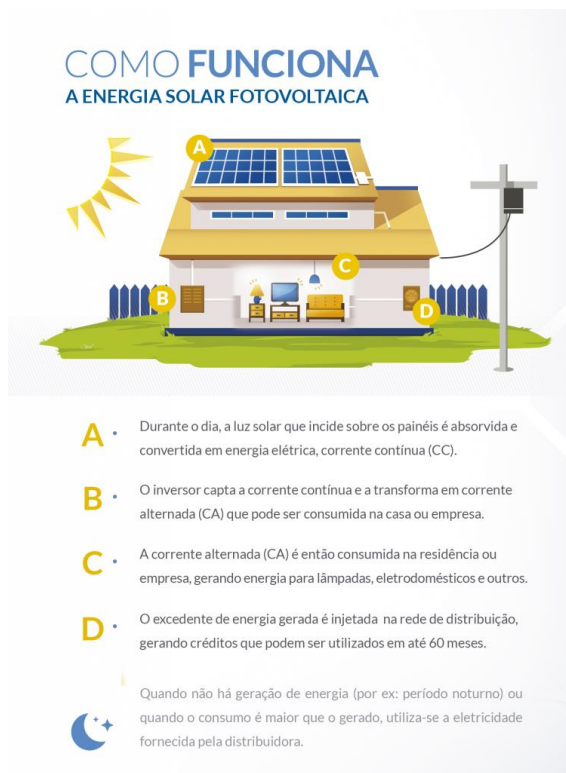 COMO FUNCIONA
A ENERGIA SOLAR FOTOVOLTAICA
A
C
B
D
A · Durante o dia, a luz solar que incide sobre os painéis é absorvida e
convertida em energia elétrica, corrente contínua (CC).
B · O inversor capta a corrente contínua e a transforma em corrente
alternada (CA) que pode ser consumida na casa ou empresa.
C · A corrente alternada (CA) é então consumida na residência ou
empresa, gerando energia para lâmpadas, eletrodomésticos e outros.
D · O excedente de energia gerada é injetada na rede de distribuição,
gerando créditos que podem ser utilizados em até 60 meses.
Quando não há geração de energia (por ex: período noturno) ou
quando o consumo é maior que o gerado, utiliza-se a eletricidade
fornecida pela distribuidora.